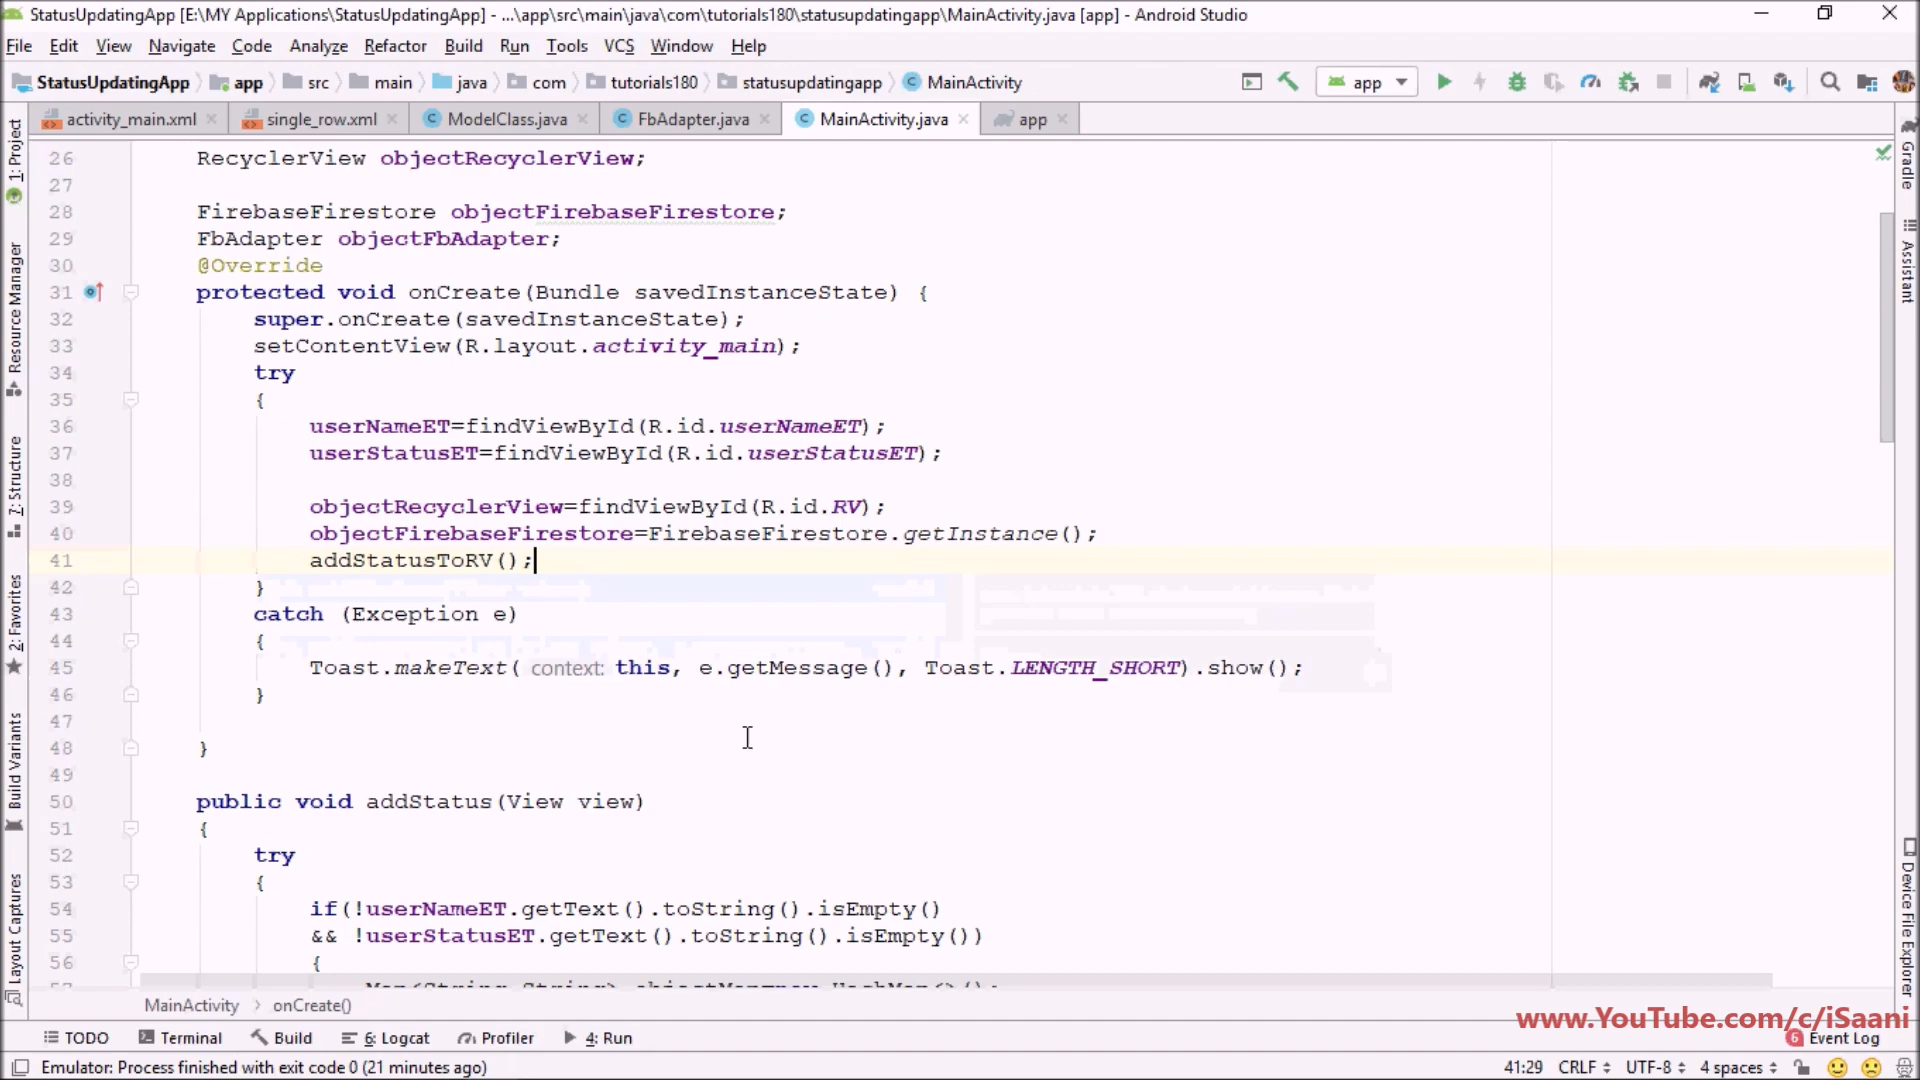 StatusUpdatingApp [E:\MY Applications\StatusUpdatingApp] - ...\app\src\main\java\com\tutorials180\statusupdatingapp\MainActivity.java [app] - Android Studio
File Edit View Navigate Code Analyze Refactor Build Run Tools VCS Window Help
StatusUpdatingApp app src main java com tutorials180 statusupdatingapp MainActivity app
activity_main.xml single_row.xml ModelClass.java FbAdapter.java MainActivity.java app
1: Project
Resource Manager
7: Structure
2: Favorites
Build Variants
Layout Captures
26 RecyclerView objectRecyclerView;
27
28 FirebaseFirestore objectFirebaseFirestore;
29 FbAdapter objectFbAdapter;
30 @Override
31 protected void onCreate(Bundle savedInstanceState) {
32 super.onCreate(savedInstanceState);
33 setContentView(R.layout.activity_main);
34 try
35 {
36 userNameET=findViewById(R.id.userNameET);
37 userStatusET=findViewById(R.id.userStatusET);
38
39 objectRecyclerView=findViewById(R.id.RV);
40 objectFirebaseFirestore=FirebaseFirestore.getInstance();
41 addStatusToRV();
42 }
43 catch (Exception e)
44 {
45 Toast.makeText( context: this, e.getMessage(), Toast.LENGTH_SHORT).show();
46 }
47
48 }
49
50 public void addStatus(View view)
51 {
52 try
53 {
54 if(!userNameET.getText().toString().isEmpty()
55 && !userStatusET.getText().toString().isEmpty())
56 {
Gradle
Assistant
Device File Explorer
MainActivity onCreate()
www.YouTube.com/c/iSaani
TODO Terminal Build 6: Logcat Profiler 4: Run 6 Event Log
Emulator: Process finished with exit code 0 (21 minutes ago) 41:29 CRLF UTF-8 4 spaces